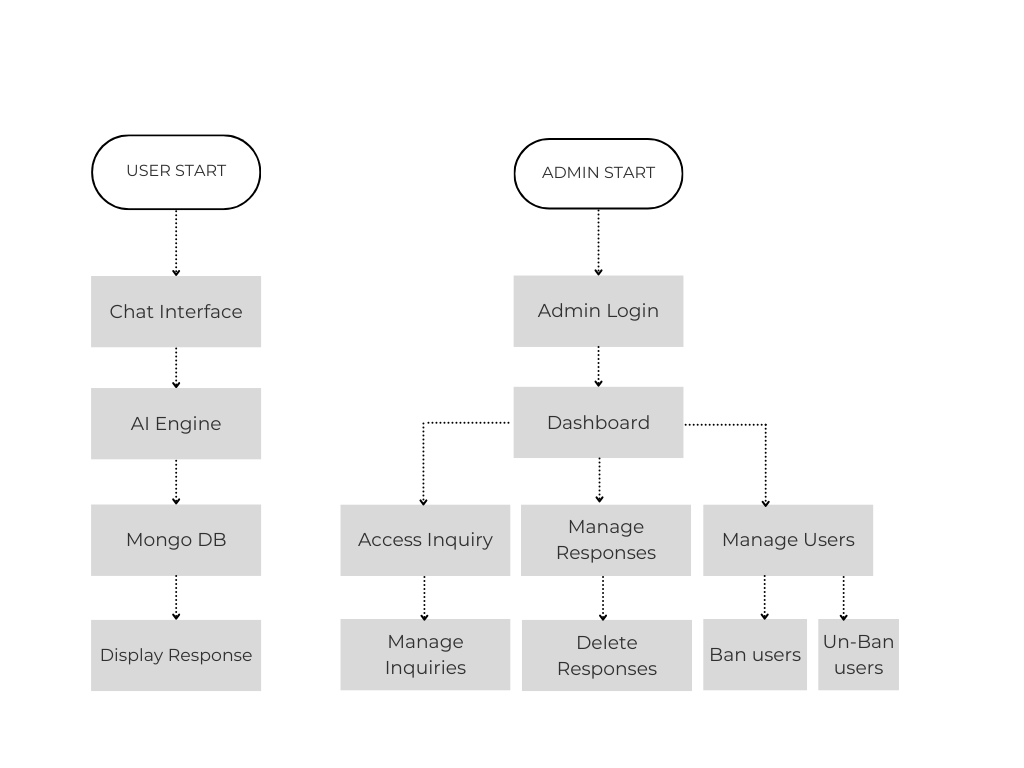 USER START
Chat Interface
AI Engine
Mongo DB
Display Response
ADMIN START
Admin Login
Dashboard
Access Inquiry
Manage
Inquiries
Manage
Responses
Delete
Responses
Manage Users
Ban users
Un-Ban
users